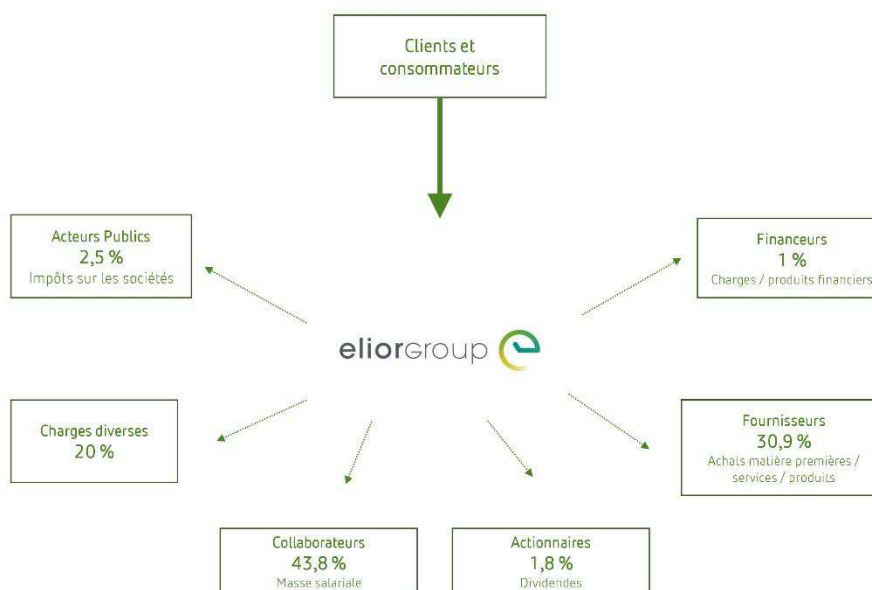 Clients et
consommateurs
Acteurs Publics
2,5 %
Impôts sur les sociétés
Financeurs
1 %
Charges / produits financiers
eliorGroup
Charges diverses
20 %
Fournisseurs
30,9 %
Achats matière premières /
services / produits
Collaborateurs
43,8 %
Masse salariale
Actionnaires
1,8 %
Dividendes